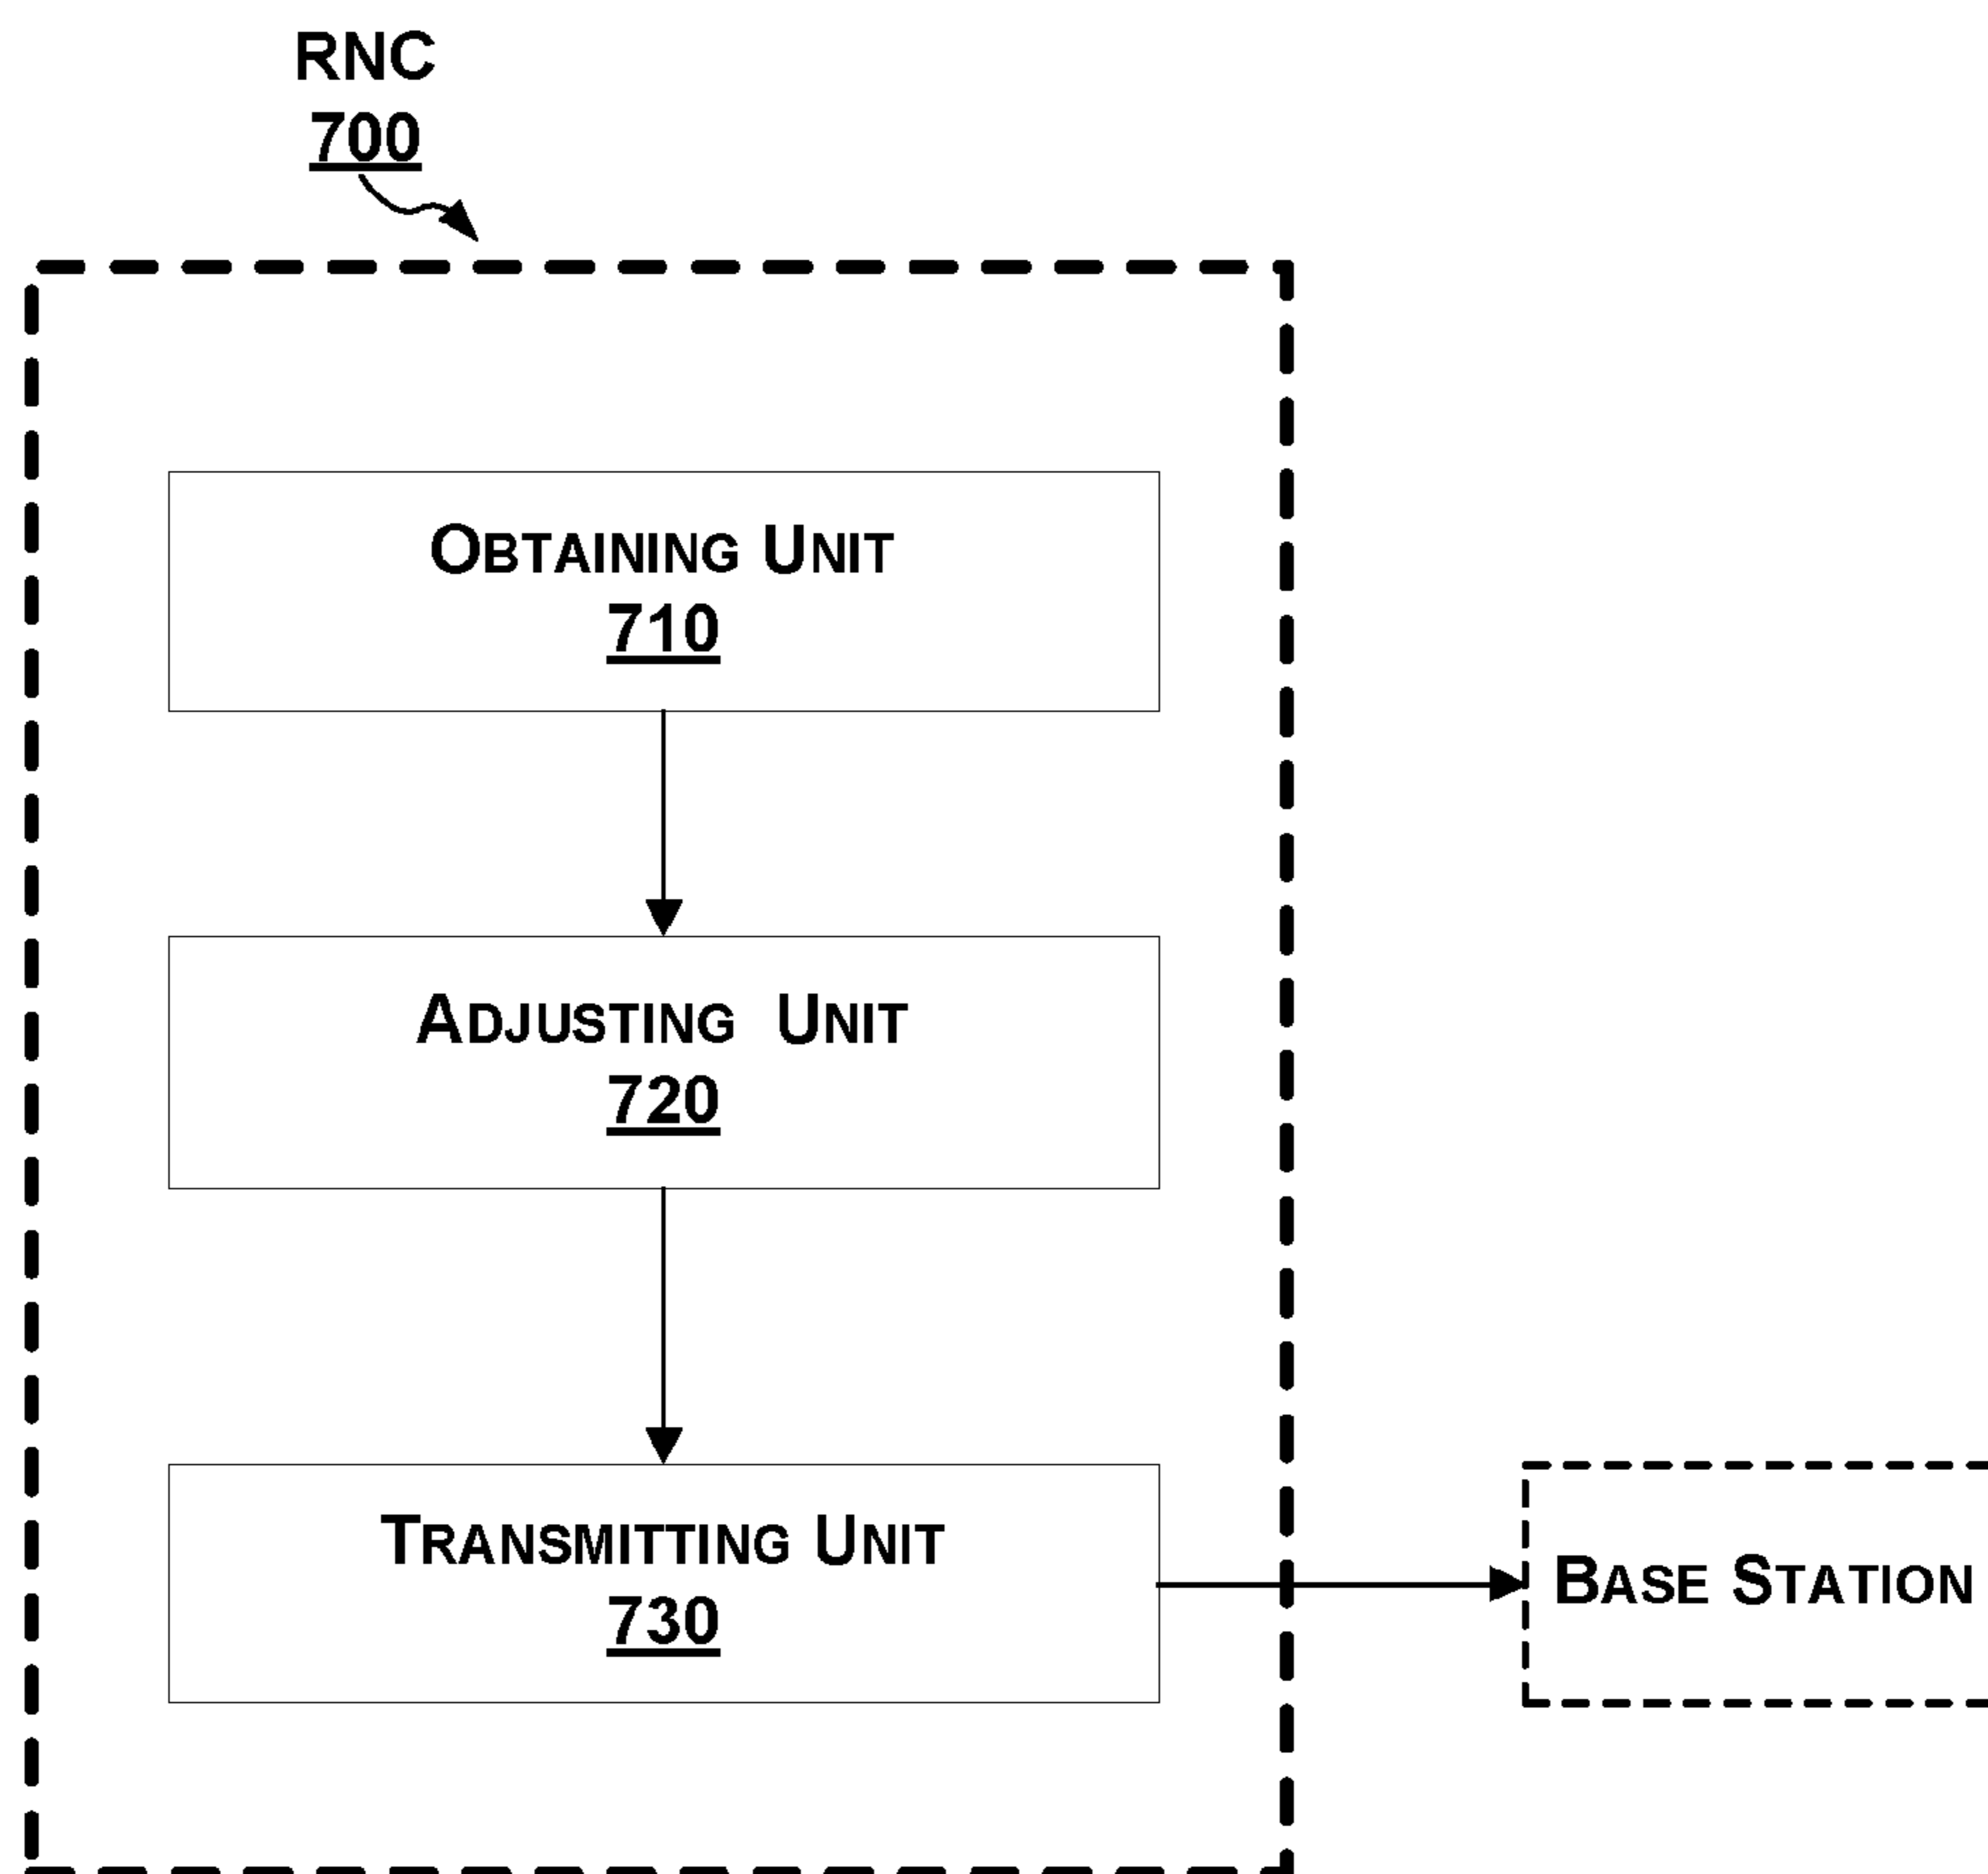 RNC
700
OBTAINING UNIT
710
ADJUSTING UNIT
720
TRANSMITTING UNIT
730
BASE STATION